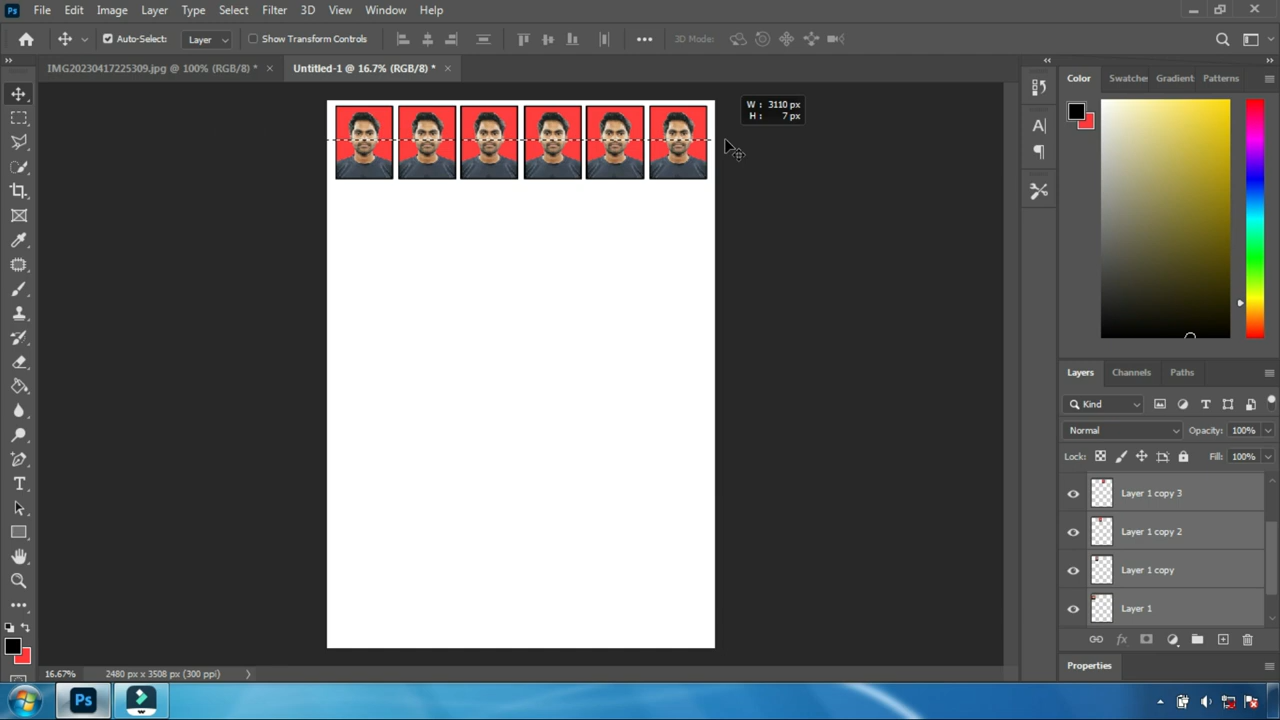 Ps File Edit Image Layer Type Select Filter 3D View Window Help
Auto-Select: Layer Show Transform Controls 3D Mode:
IMG20230417225309.jpg @ 100% (RGB/8) * Untitled-1 @ 16.7% (RGB/8) *
Color Swatche Gradient Patterns
W : 3110 px
H : 7 px
Layers Channels Paths
Kind
Normal Opacity: 100%
Lock: Fill: 100%
Layer 1 copy 3
Layer 1 copy 2
Layer 1 copy
Layer 1
Properties
16.67% 2480 px x 3508 px (300 ppi)
Ps